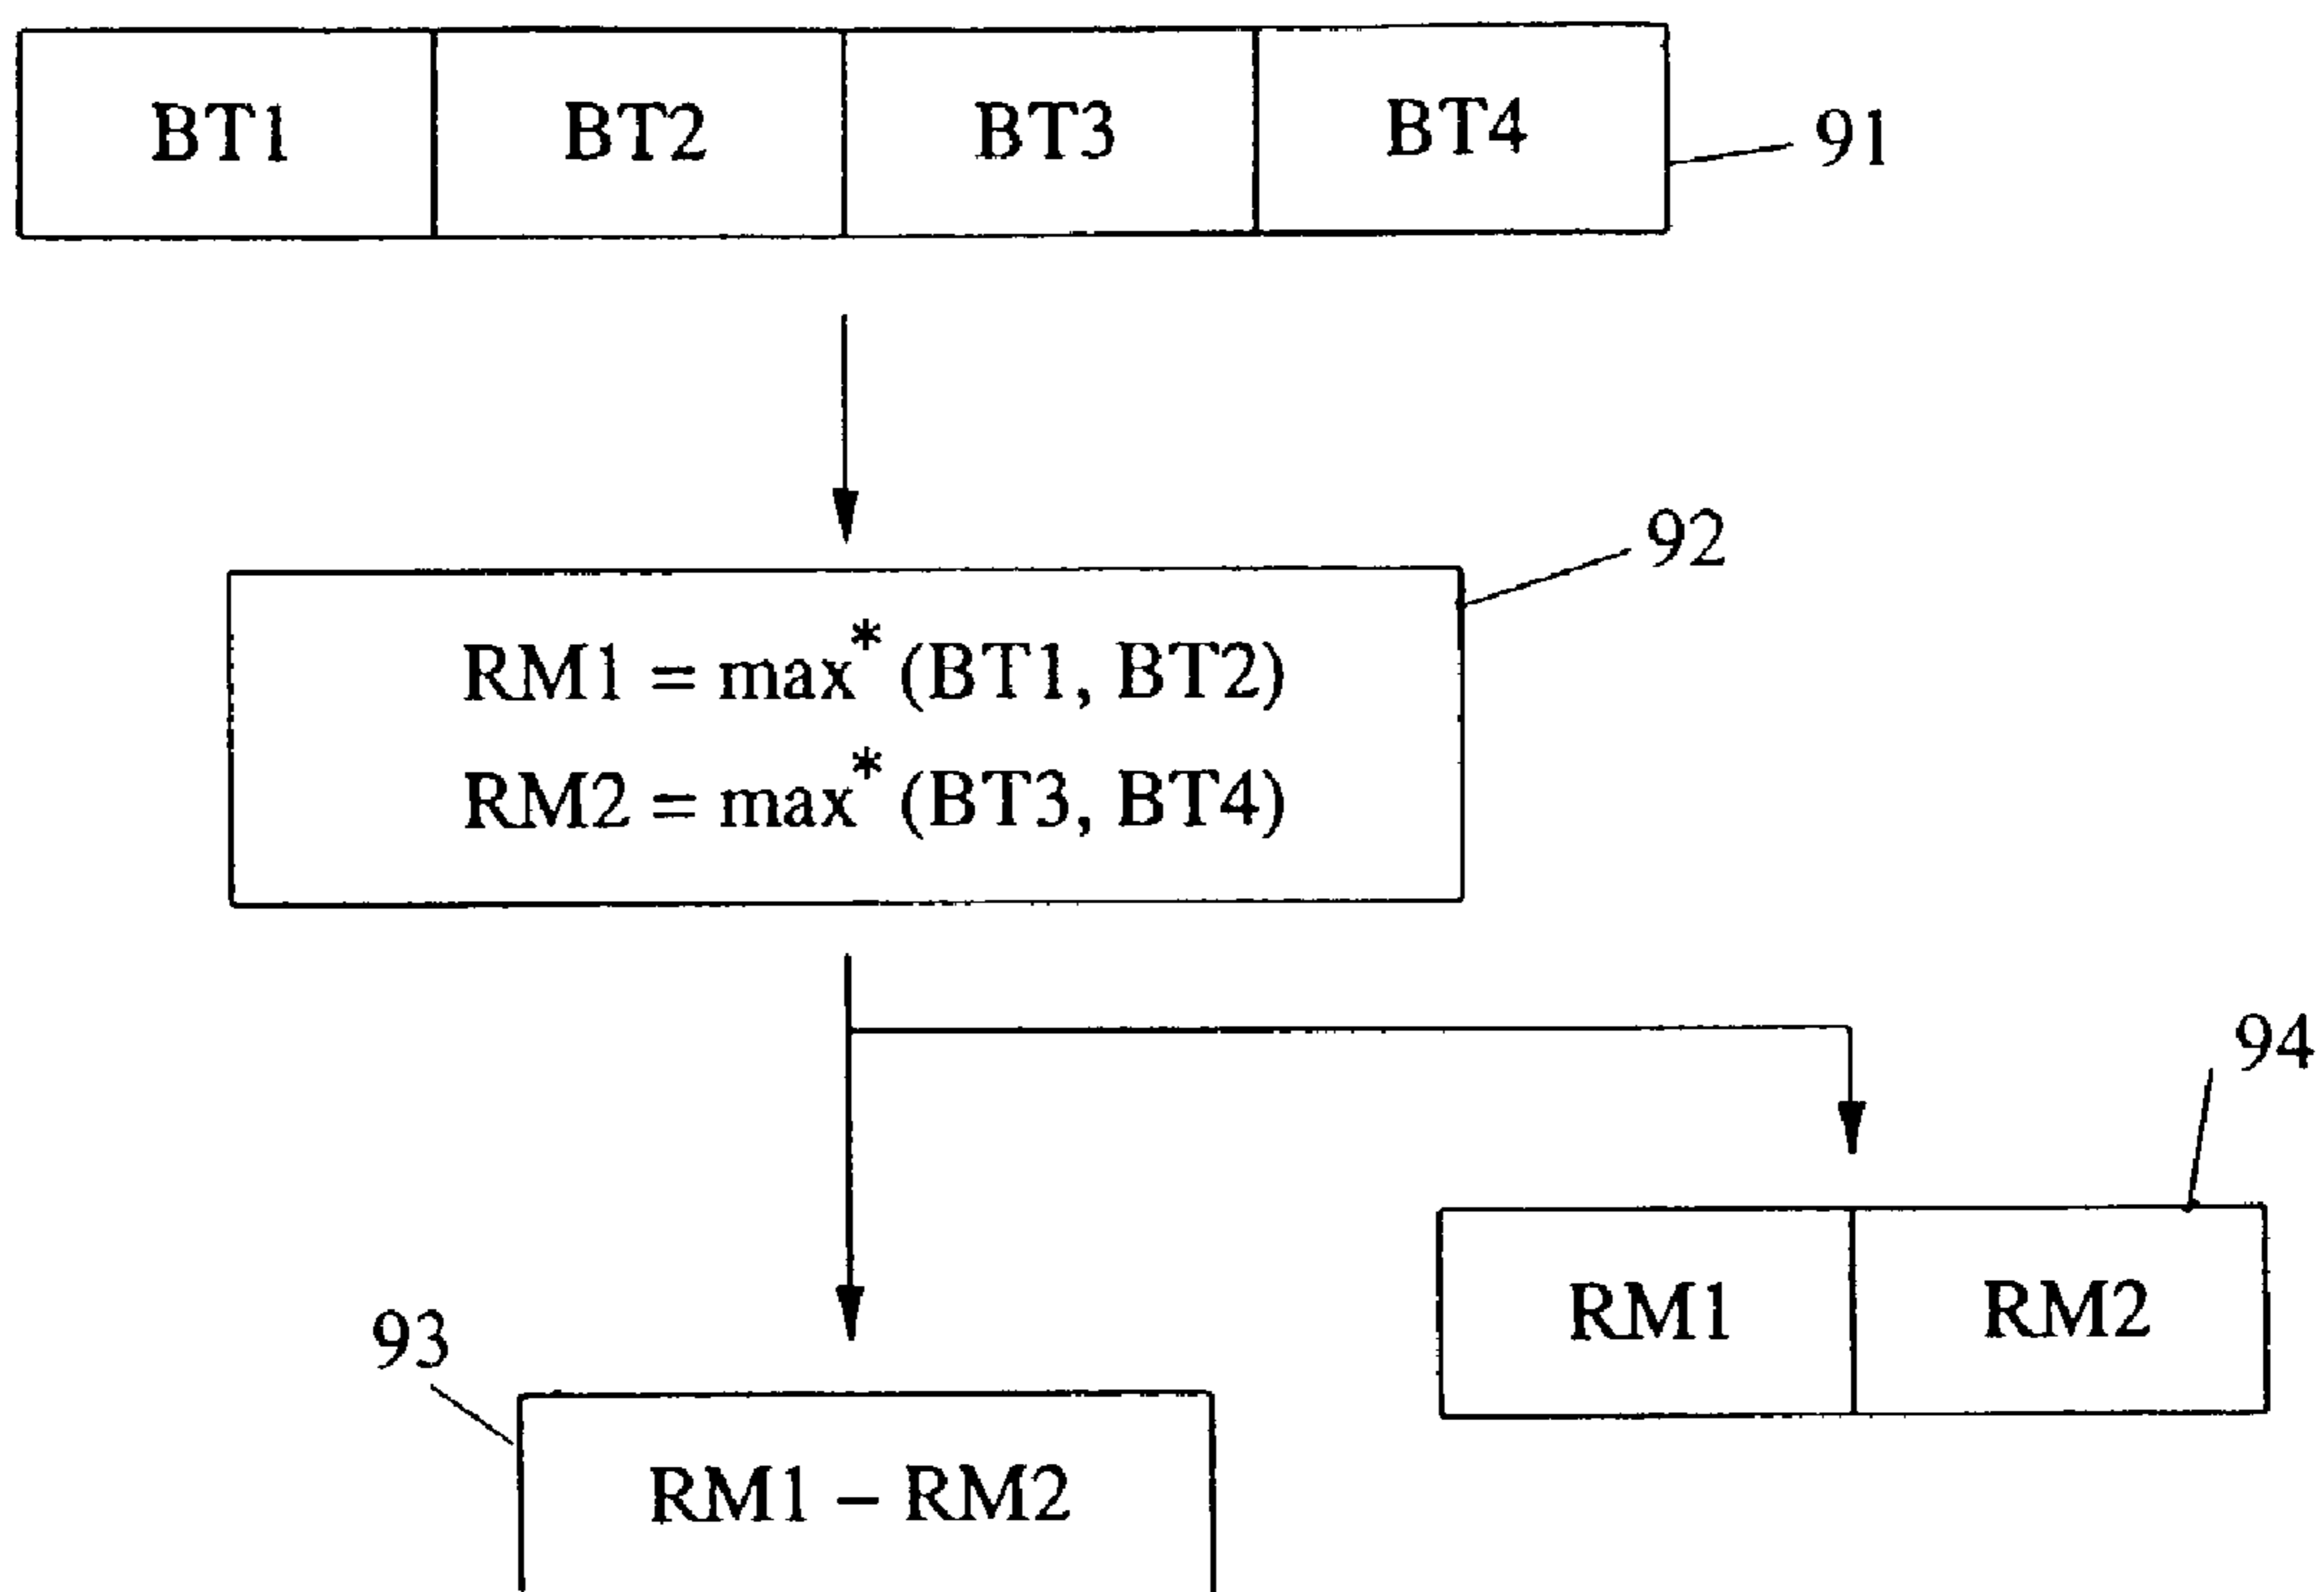 BT1 BT2 BT3 BT4
91
92
RM1 = max* (BT1, BT2)
RM2 = max* (BT3, BT4)
94
RM1 RM2
93
RM1 – RM2